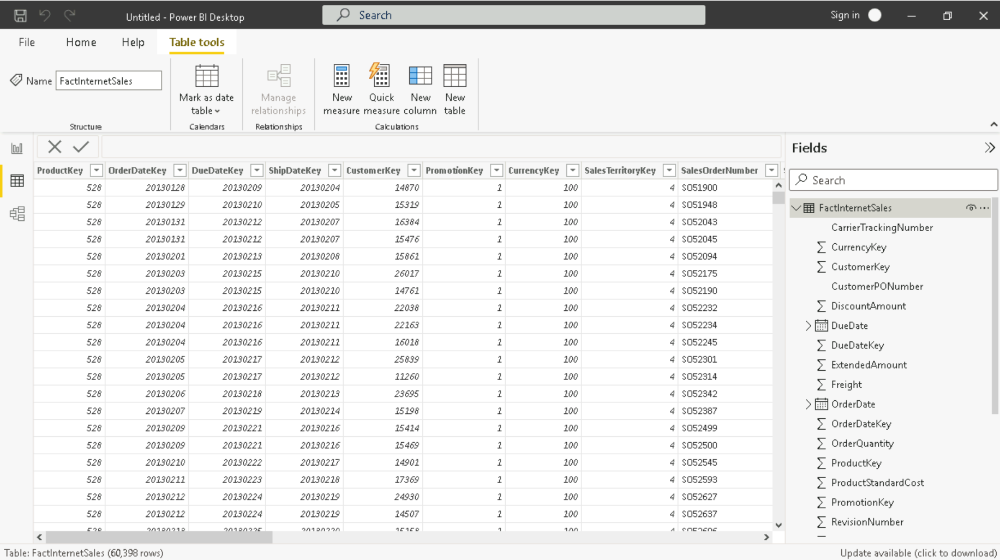 Untitled - Power BI Desktop
Search
Sign in
File
Home
Help
Table tools
Name
FactInternetSales
Mark as date
table
Manage
relationships
New
measure
Quick
measure
New
column
New
table
Structure
Calendars
Relationships
Calculations
Fields
ProductKey OrderDateKey DueDateKey ShipDateKey CustomerKey PromotionKey CurrencyKey SalesTerritoryKey SalesOrderNumber
528 20130128 20130209 20130204 14870 1 100 4 SO51900
528 20130129 20130210 20130205 15319 1 100 4 SO51948
528 20130131 20130212 20130207 16384 1 100 4 SO52043
528 20130131 20130212 20130207 15476 1 100 4 SO52045
528 20130201 20130213 20130208 15861 1 100 4 SO52094
528 20130203 20130215 20130210 26017 1 100 4 SO52175
528 20130203 20130215 20130210 14761 1 100 4 SO52190
528 20130204 20130216 20130211 22038 1 100 4 SO52232
528 20130204 20130216 20130211 22163 1 100 4 SO52234
528 20130204 20130216 20130211 16018 1 100 4 SO52245
528 20130205 20130217 20130212 25839 1 100 4 SO52301
528 20130205 20130217 20130212 11260 1 100 4 SO52314
528 20130206 20130218 20130213 23695 1 100 4 SO52342
528 20130207 20130219 20130214 15198 1 100 4 SO52387
528 20130209 20130221 20130216 15414 1 100 4 SO52499
528 20130209 20130221 20130216 15469 1 100 4 SO52500
528 20130210 20130222 20130217 14901 1 100 4 SO52545
528 20130211 20130223 20130218 17369 1 100 4 SO52593
528 20130212 20130224 20130219 24930 1 100 4 SO52627
528 20130212 20130224 20130219 14507 1 100 4 SO52637
Search
FactInternetSales
CarrierTrackingNumber
CurrencyKey
CustomerKey
CustomerPONumber
DiscountAmount
DueDate
DueDateKey
ExtendedAmount
Freight
OrderDate
OrderDateKey
OrderQuantity
ProductKey
ProductStandardCost
PromotionKey
RevisionNumber
Table: FactInternetSales (60,398 rows)
Update available (click to download)